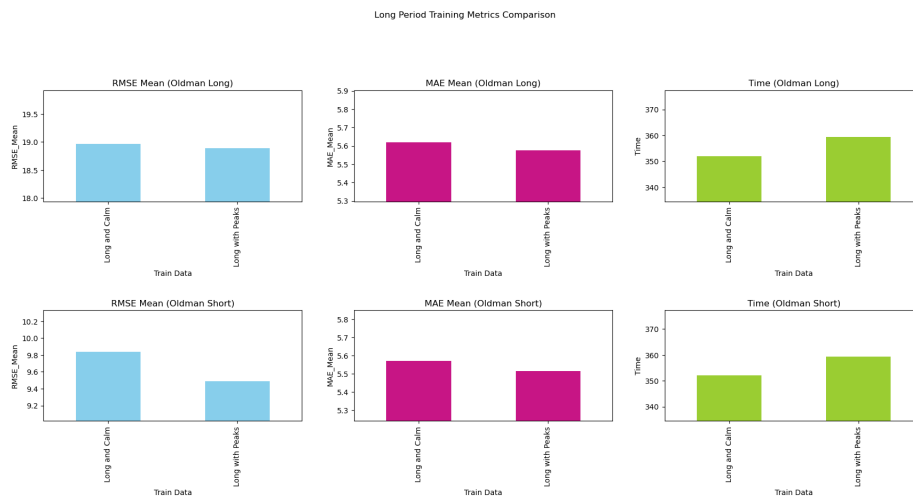 Long Period Training Metrics Comparison
RMSE Mean (Oldman Long)
RMSE_Mean
19.5
19.0
18.5
18.0
Long and Calm
Long with Peaks
Train Data
MAE Mean (Oldman Long)
MAE_Mean
5.9
5.8
5.7
5.6
5.5
5.4
5.3
Long and Calm
Long with Peaks
Train Data
Time (Oldman Long)
Time
370
360
350
340
Long and Calm
Long with Peaks
Train Data
RMSE Mean (Oldman Short)
RMSE_Mean
10.2
10.0
9.8
9.6
9.4
9.2
Long and Calm
Long with Peaks
Train Data
MAE Mean (Oldman Short)
MAE_Mean
5.8
5.7
5.6
5.5
5.4
5.3
Long and Calm
Long with Peaks
Train Data
Time (Oldman Short)
Time
370
360
350
340
Long and Calm
Long with Peaks
Train Data